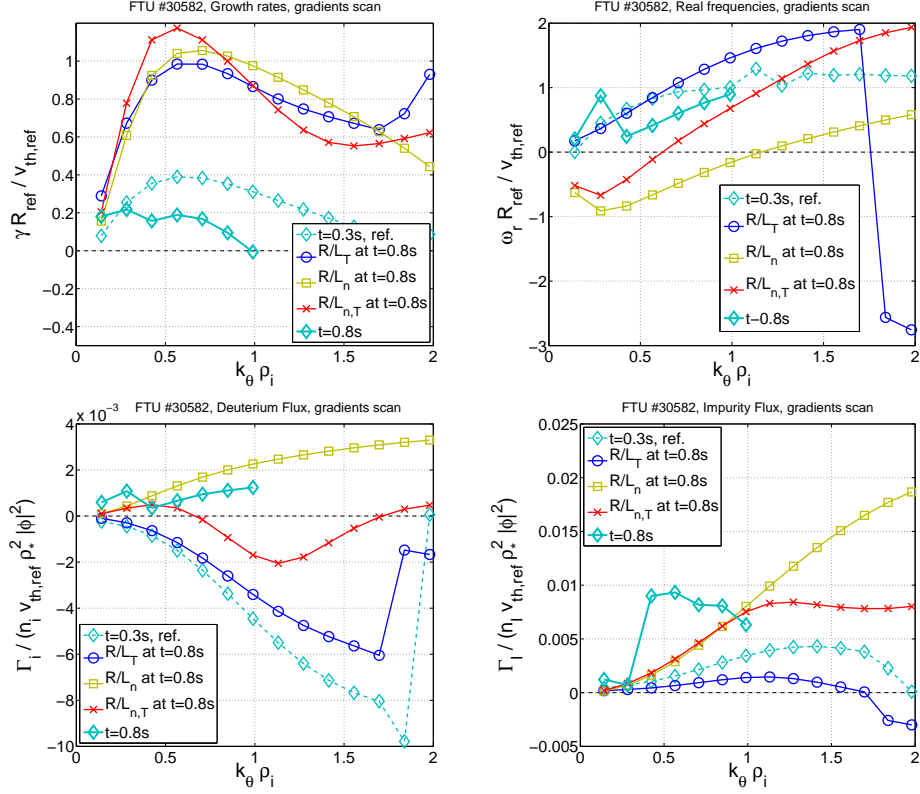 FTU #30582, Growth rates, gradients scan
γ R_ref / v_th,ref
1
0.8
0.6
0.4
0.2
0
-0.2
-0.4
t=0.3s, ref.
R/L_T at t=0.8s
R/L_n at t=0.8s
R/L_n,T at t=0.8s
t=0.8s
0 0.5 1 1.5 2
k_θ ρ_i
FTU #30582, Real frequencies, gradients scan
ω_r R_ref / v_th,ref
2
1
0
-1
-2
-3
t=0.3s, ref.
R/L_T at t=0.8s
R/L_n at t=0.8s
R/L_n,T at t=0.8s
t-0.8s
0 0.5 1 1.5 2
k_θ ρ_i
FTU #30582, Deuterium Flux, gradients scan
x 10^-3
Γ_i / (n_i v_th,ref ρ_*^2 |ϕ|^2)
4
2
0
-2
-4
-6
-8
-10
t=0.3s, ref.
R/L_T at t=0.8s
R/L_n at t=0.8s
R/L_n,T at t=0.8s
t=0.8s
0 0.5 1 1.5 2
k_θ ρ_i
FTU #30582, Impurity Flux, gradients scan
Γ_I / (n_I v_th,ref ρ_*^2 |ϕ|^2)
0.025
0.02
0.015
0.01
0.005
0
-0.005
t=0.3s, ref.
R/L_T at t=0.8s
R/L_n at t=0.8s
R/L_n,T at t=0.8s
t=0.8s
0 0.5 1 1.5 2
k_θ ρ_i